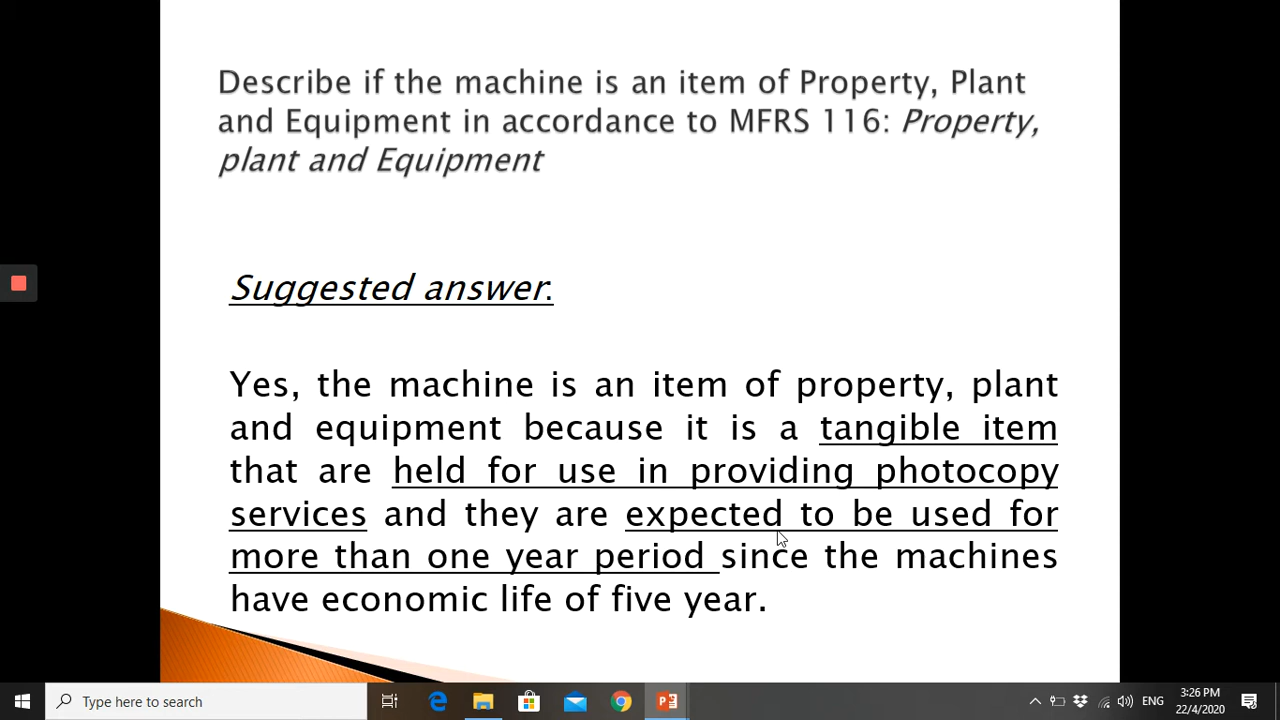 Describe if the machine is an item of Property, Plant
and Equipment in accordance to MFRS 116: Property,
plant and Equipment
Suggested answer:
Yes, the machine is an item of property, plant
and equipment because it is a tangible item
that are held for use in providing photocopy
services and they are expected to be used for
more than one year period since the machines
have economic life of five year.
Type here to search
ENG
3:26 PM
22/4/2020